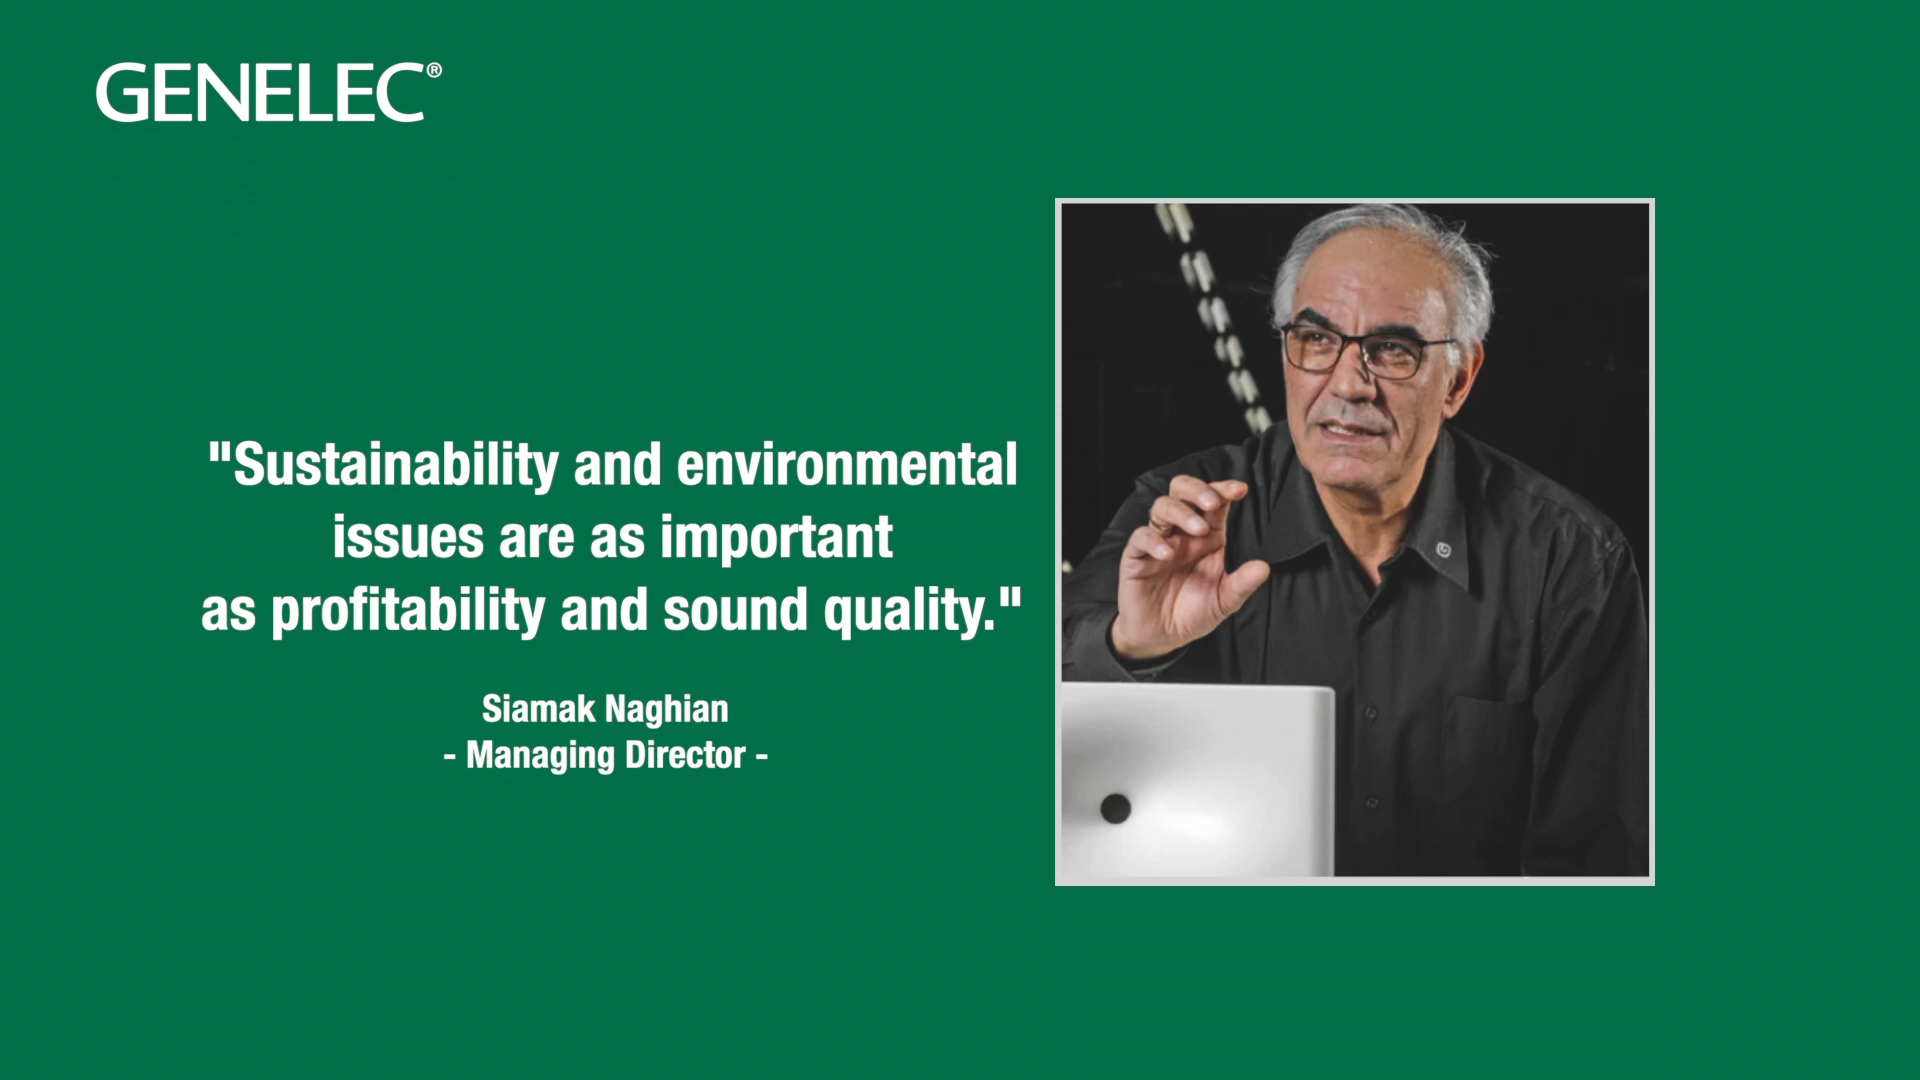 GENELEC®
"Sustainability and environmental
issues are as important
as profitability and sound quality."
Siamak Naghian
- Managing Director -